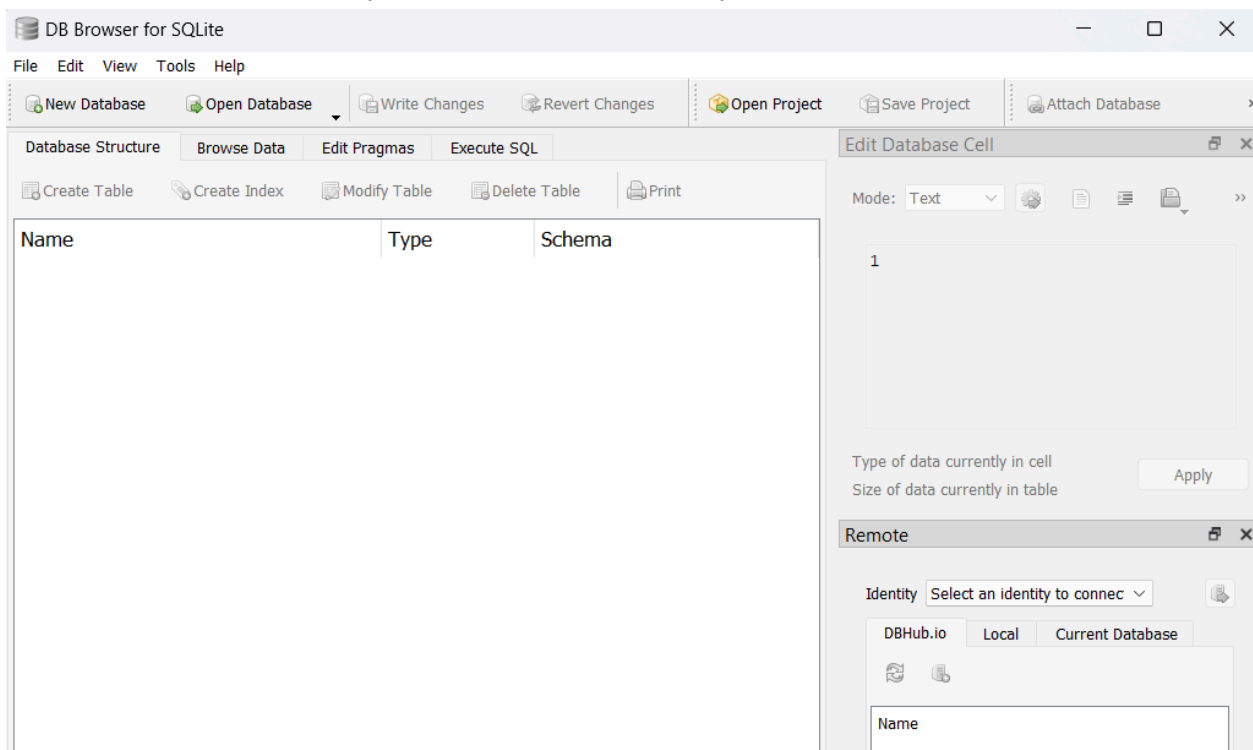 DB Browser for SQLite
File Edit View Tools Help
New Database Open Database Write Changes Revert Changes Open Project Save Project Attach Database
Database Structure Browse Data Edit Pragmas Execute SQL
Create Table Create Index Modify Table Delete Table Print
Name Type Schema
Edit Database Cell
Mode: Text
1
Type of data currently in cell
Size of data currently in table
Apply
Remote
Identity Select an identity to connec
DBHub.io Local Current Database
Name